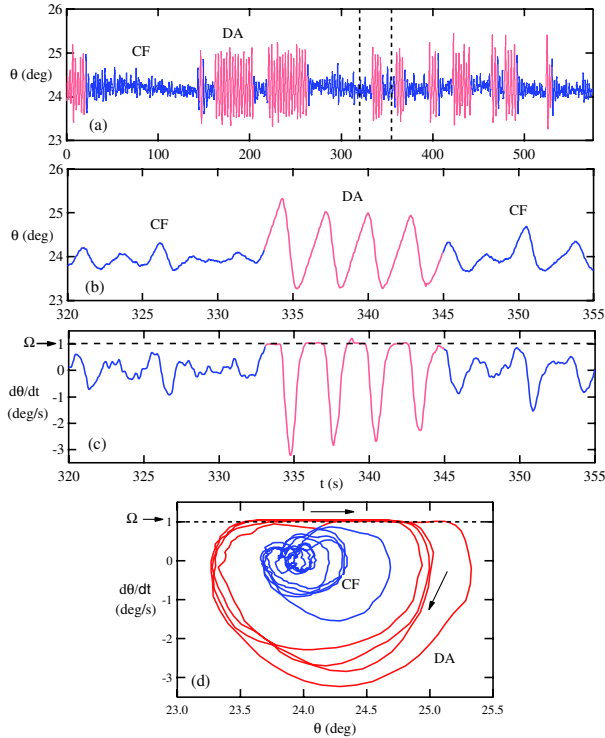 26
25
24
23
θ (deg)
CF
DA
(a)
0
100
200
300
400
500
26
25
24
23
θ (deg)
CF
DA
CF
(b)
320
325
330
335
340
345
350
355
Ω
1
0
-1
-2
-3
dθ/dt
(deg/s)
(c)
320
325
330
335
340
345
350
355
t (s)
Ω
1
0
-1
-2
-3
dθ/dt
(deg/s)
CF
DA
(d)
23.0
23.5
24.0
24.5
25.0
25.5
θ (deg)